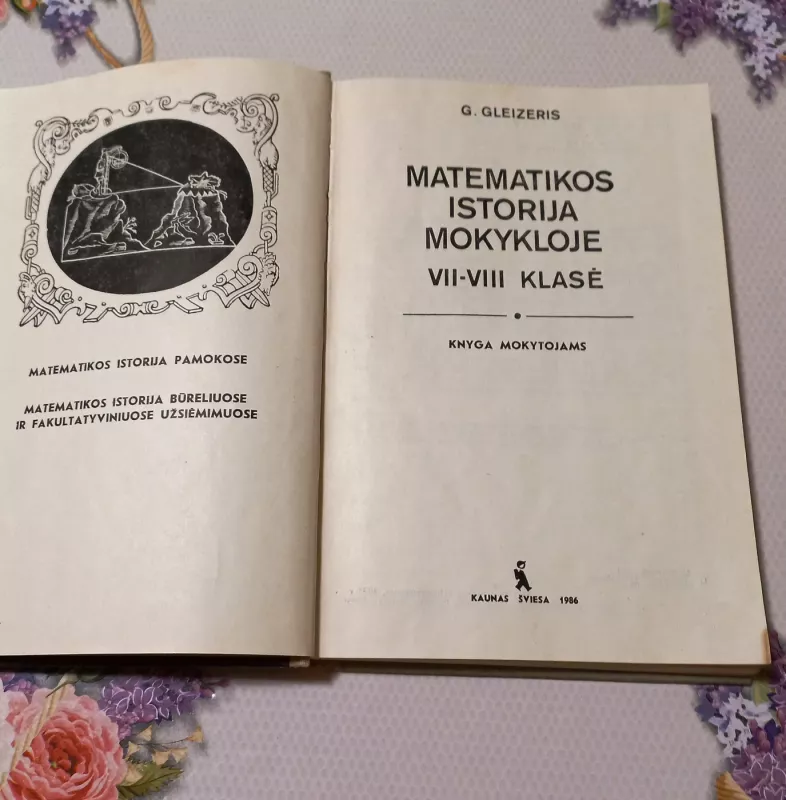 MATEMATIKOS ISTORIJA PAMOKOSE
MATEMATIKOS ISTORIJA BŪRELIUOSE
IR FAKULTATYVINIUOSE UŽSIĖMIMUOSE
G. GLEIZERIS
MATEMATIKOS
ISTORIJA
MOKYKLOJE
VII-VIII KLASĖ
KNYGA MOKYTOJAMS
KAUNAS ŠVIESA 1986